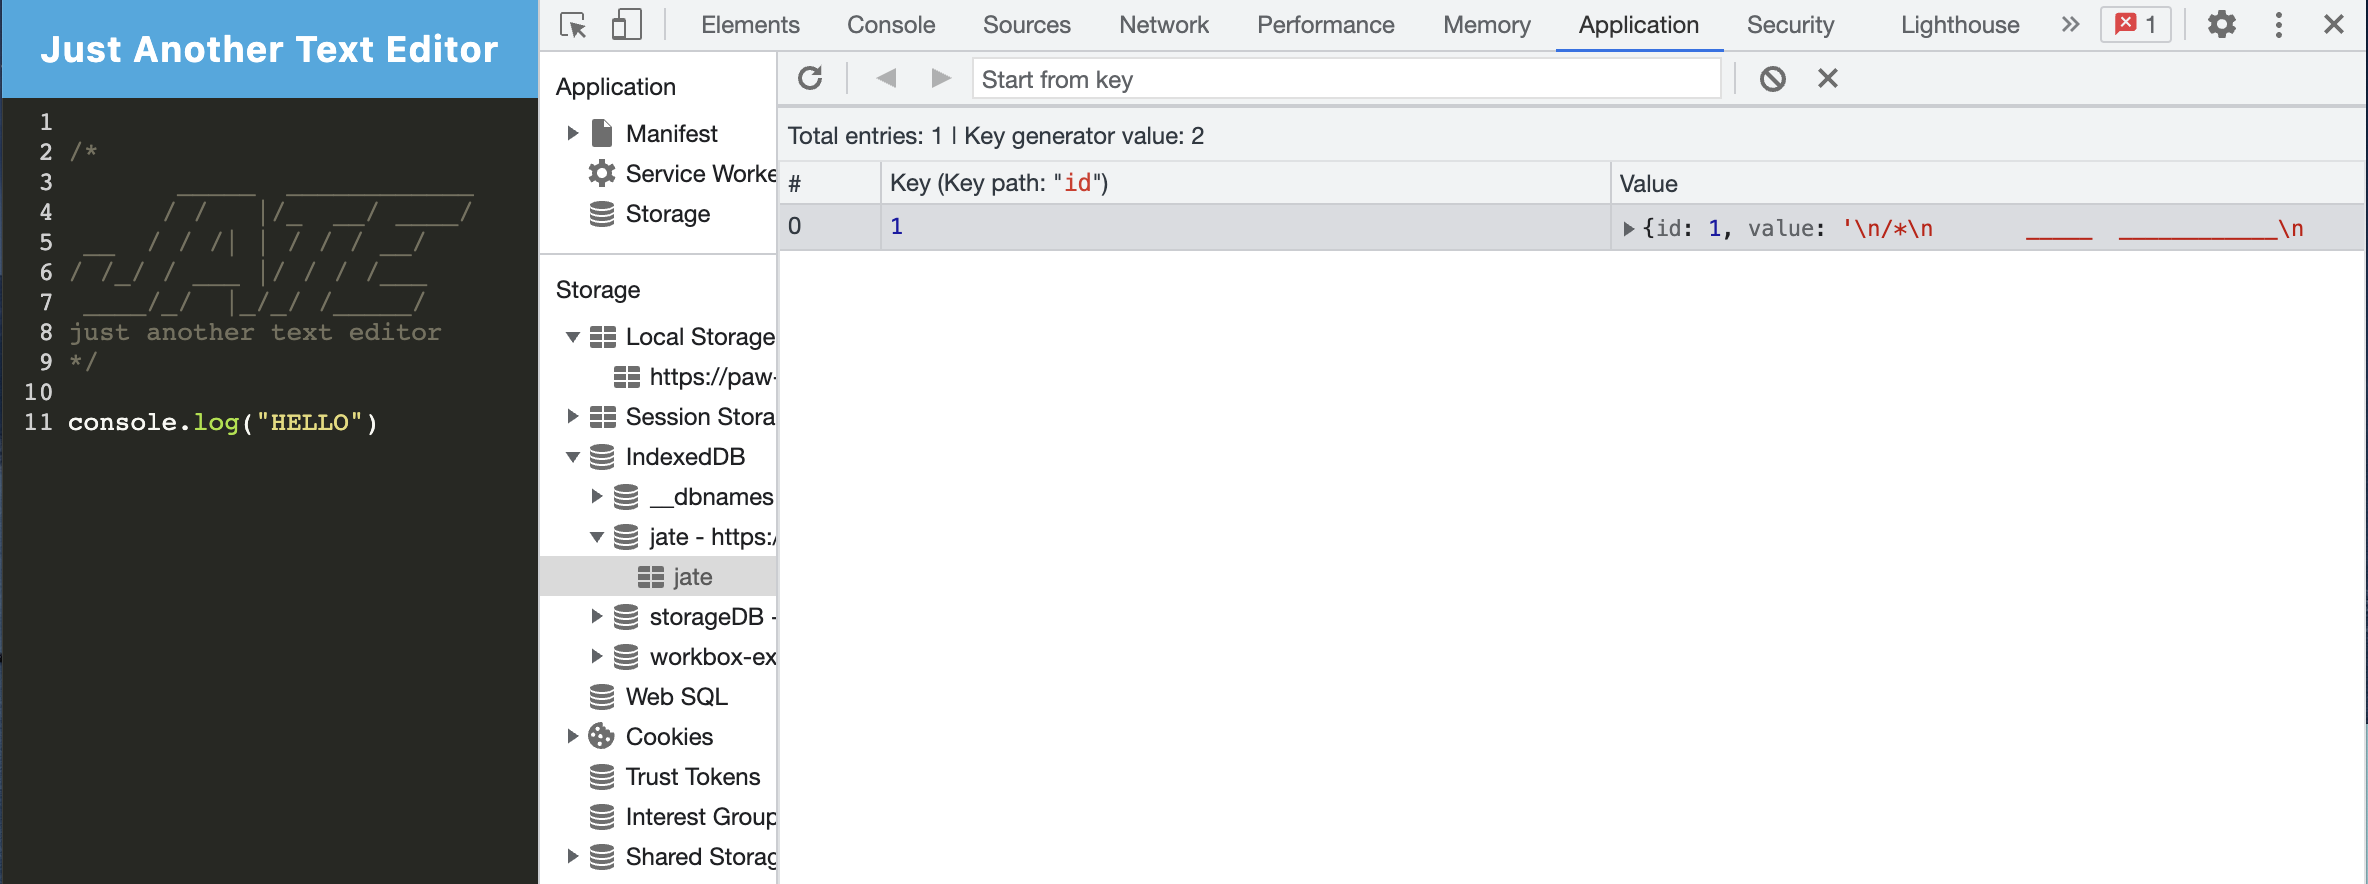 Just Another Text Editor
1
2 /*
3         _____  ____________
4        / /   |/_  __/ ____/
5   __  / / /| | / / / __/
6 / /_/ / ___ |/ / / /___
7  ____/_/  |_/_/ /_____/
8 just another text editor
9 */
10
11 console.log("HELLO")
Elements Console Sources Network Performance Memory Application Security Lighthouse » 1
Application
Manifest
Service Worke
Storage
Storage
Local Storage
https://paw-
Session Stora
IndexedDB
__dbnames
jate - https:/
jate
storageDB -
workbox-ex
Web SQL
Cookies
Trust Tokens
Interest Group
Shared Storag
Start from key
Total entries: 1 | Key generator value: 2
# Key (Key path: "id") Value
0 1 {id: 1, value: '\n/*\n       _____  ____________\n